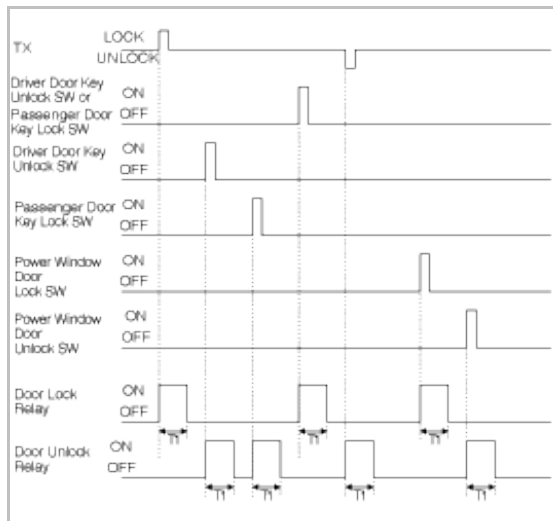 TX
LOCK
UNLOCK
Driver Door Key
Unlock SW or
Passenger Door
Key Lock SW
ON
OFF
Driver Door Key
Unlock SW
ON
OFF
Passenger Door
Key Lock SW
ON
OFF
Power Window
Door
Lock SW
ON
OFF
Power Window
Door
Unlock SW
ON
OFF
Door Lock
Relay
ON
OFF
T1 T1 T1
Door Unlock
Relay
ON
OFF
T1 T1 T1 T1